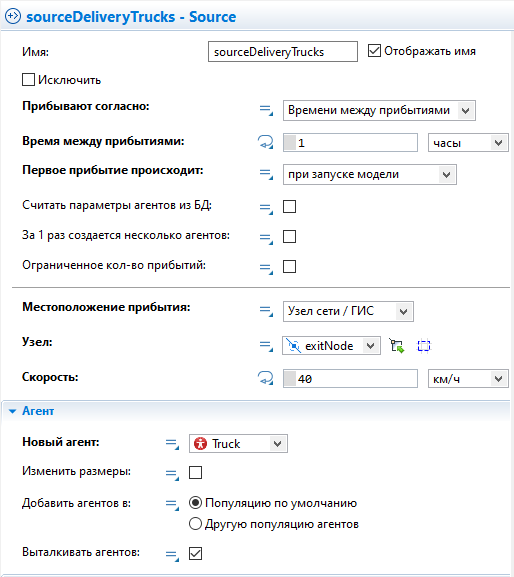 sourceDeliveryTrucks - Source
Имя: sourceDeliveryTrucks Отображать имя
Исключить
Прибывают согласно: Времени между прибытиями
Время между прибытиями: 1 часы
Первое прибытие происходит: при запуске модели
Считать параметры агентов из БД:
За 1 раз создается несколько агентов:
Ограниченное кол-во прибытий:
Местоположение прибытия: Узел сети / ГИС
Узел: exitNode
Скорость: 40 км/ч
Агент
Новый агент: Truck
Изменить размеры:
Добавить агентов в: Популяцию по умолчанию
Другую популяцию агентов
Выталкивать агентов: